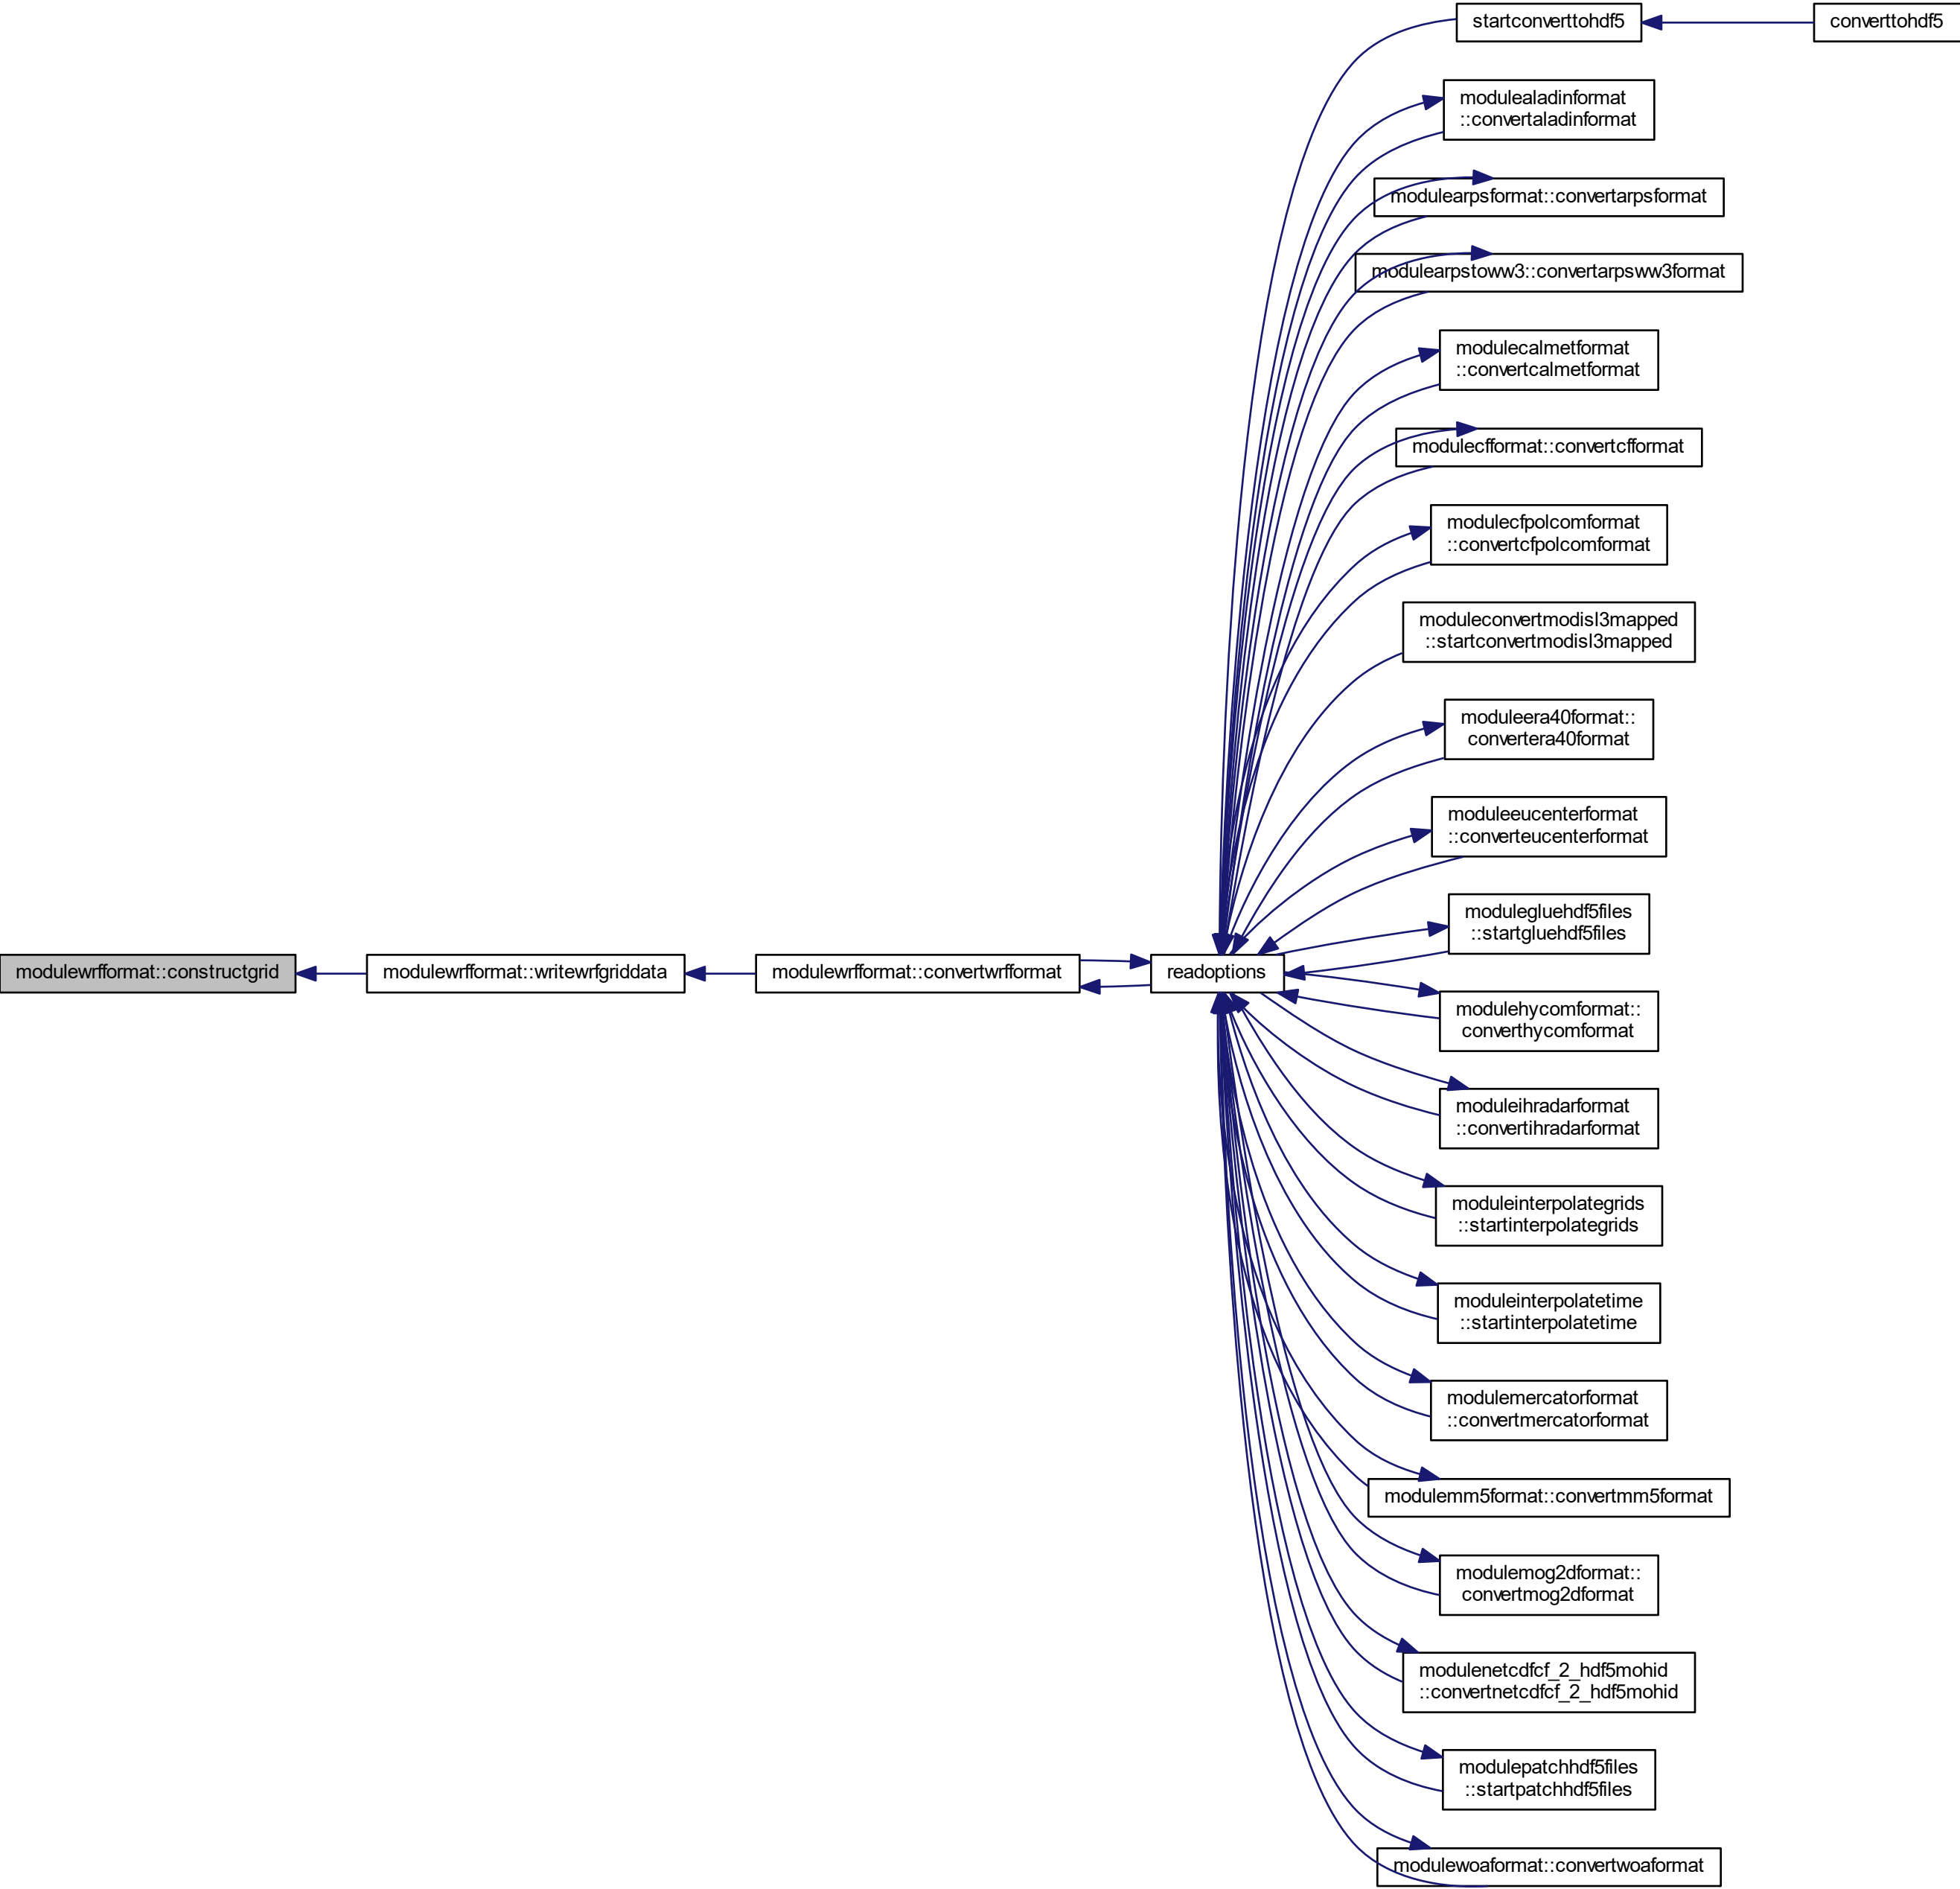 startconverttohdf5
converttohdf5
modulealadinformat
::convertaladinformat
modulearpsformat::convertarpsformat
modulearpstoww3::convertarpsww3format
modulecalmetformat
::convertcalmetformat
modulecfformat::convertcfformat
modulecfpolcomformat
::convertcfpolcomformat
moduleconvertmodisl3mapped
::startconvertmodisl3mapped
moduleera40format::
convertera40format
moduleeucenterformat
::converteucenterformat
modulegluehdf5files
::startgluehdf5files
modulewrfformat::constructgrid
modulewrfformat::writewrfgriddata
modulewrfformat::convertwrfformat
readoptions
modulehycomformat::
converthycomformat
moduleihradarformat
::convertihradarformat
moduleinterpolategrids
::startinterpolategrids
moduleinterpolatetime
::startinterpolatetime
modulemercatorformat
::convertmercatorformat
modulemm5format::convertmm5format
modulemog2dformat::
convertmog2dformat
modulenetcdfcf_2_hdf5mohid
::convertnetcdfcf_2_hdf5mohid
modulepatchhdf5files
::startpatchhdf5files
modulewoaformat::convertwoaformat